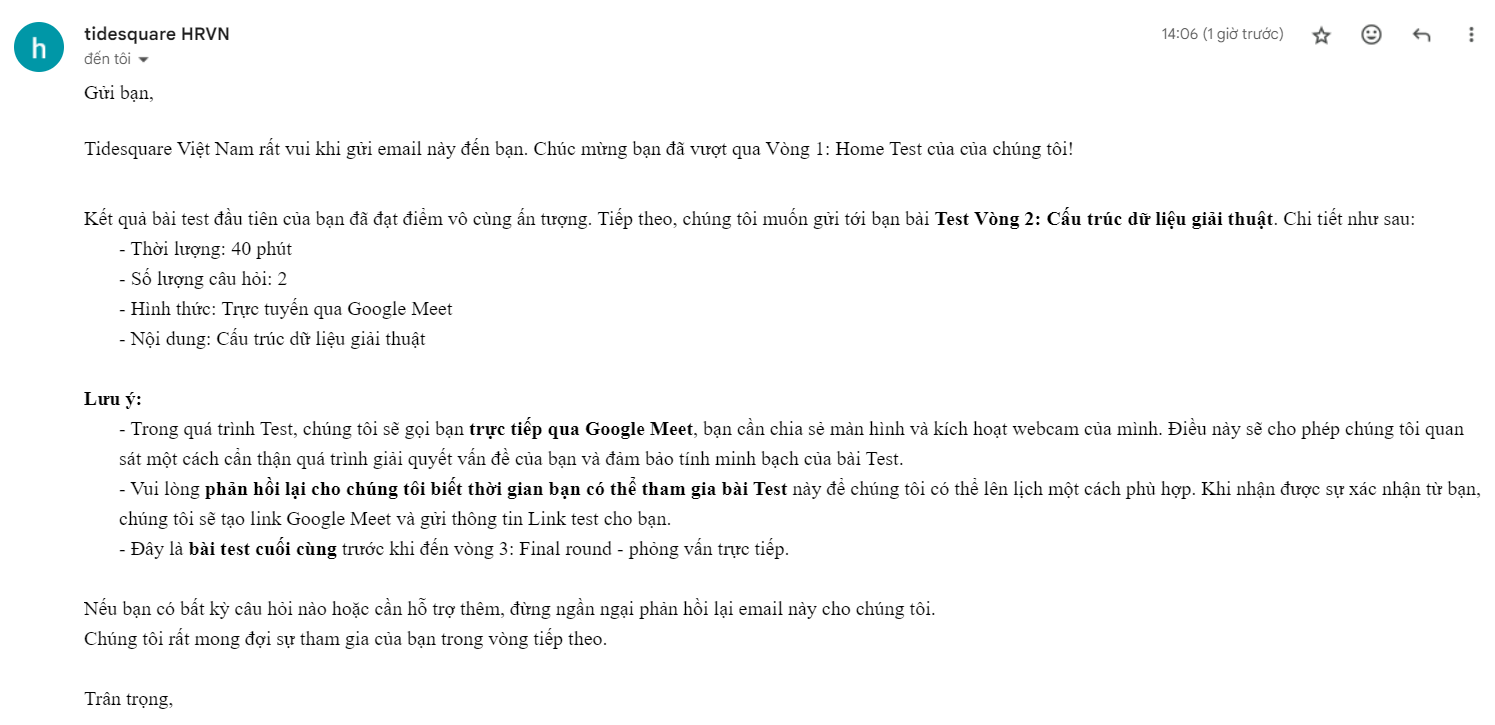 h
tidesquare HRVN
14:06 (1 giờ trước)
đến tôi
Gửi bạn,
Tidesquare Việt Nam rất vui khi gửi email này đến bạn. Chúc mừng bạn đã vượt qua Vòng 1: Home Test của của chúng tôi!
Kết quả bài test đầu tiên của bạn đã đạt điểm vô cùng ấn tượng. Tiếp theo, chúng tôi muốn gửi tới bạn bài Test Vòng 2: Cấu trúc dữ liệu giải thuật. Chi tiết như sau:
- Thời lượng: 40 phút
- Số lượng câu hỏi: 2
- Hình thức: Trực tuyến qua Google Meet
- Nội dung: Cấu trúc dữ liệu giải thuật
Lưu ý:
- Trong quá trình Test, chúng tôi sẽ gọi bạn trực tiếp qua Google Meet, bạn cần chia sẻ màn hình và kích hoạt webcam của mình. Điều này sẽ cho phép chúng tôi quan
sát một cách cẩn thận quá trình giải quyết vấn đề của bạn và đảm bảo tính minh bạch của bài Test.
- Vui lòng phản hồi lại cho chúng tôi biết thời gian bạn có thể tham gia bài Test này để chúng tôi có thể lên lịch một cách phù hợp. Khi nhận được sự xác nhận từ bạn,
chúng tôi sẽ tạo link Google Meet và gửi thông tin Link test cho bạn.
- Đây là bài test cuối cùng trước khi đến vòng 3: Final round - phỏng vấn trực tiếp.
Nếu bạn có bất kỳ câu hỏi nào hoặc cần hỗ trợ thêm, đừng ngần ngại phản hồi lại email này cho chúng tôi.
Chúng tôi rất mong đợi sự tham gia của bạn trong vòng tiếp theo.
Trân trọng,